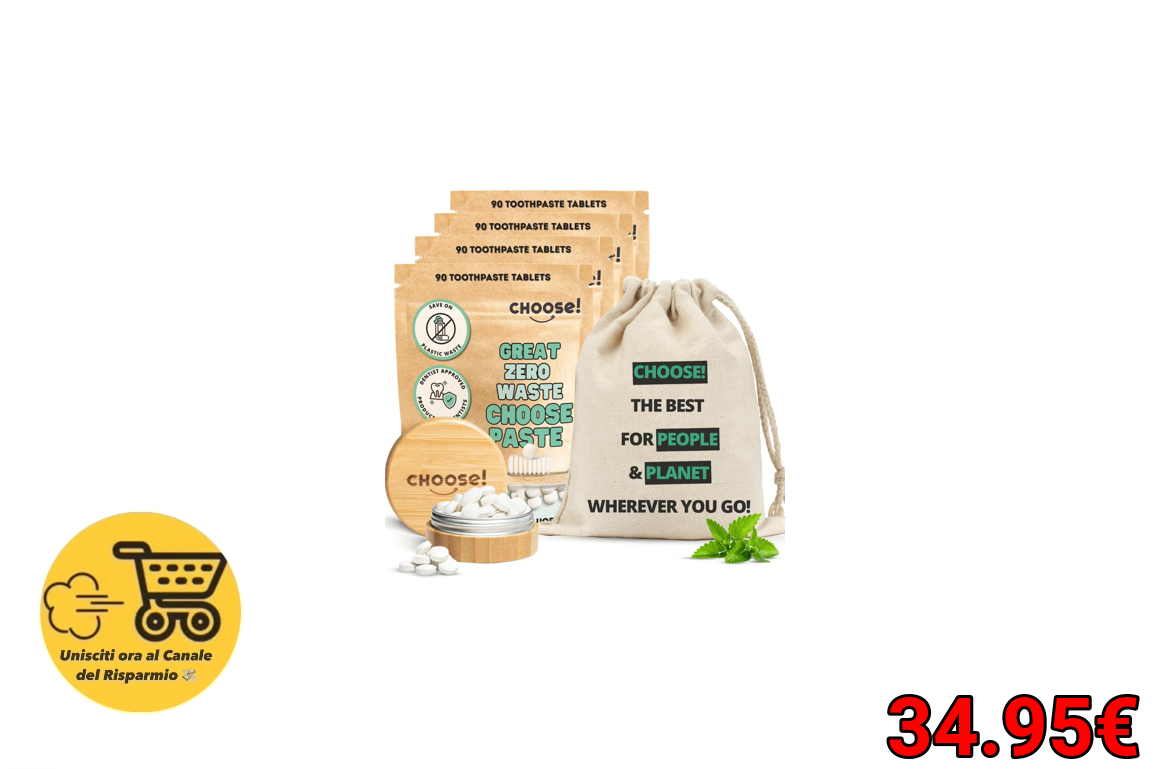 90 TOOTHPASTE TABLETS
90 TOOTHPASTE TABLETS
90 TOOTHPASTE TABLETS
90 TOOTHPASTE TABLETS
CHOOSE!
SAVE ON
PLASTIC WASTE
DENTIST APPROVED
GREAT
ZERO
WASTE
CHOOSE
PASTE
CHOOSE!
CHOOSE!
THE BEST
FOR PEOPLE
& PLANET
WHEREVER YOU GO!
Unisciti ora al Canale
del Risparmio
34.95€